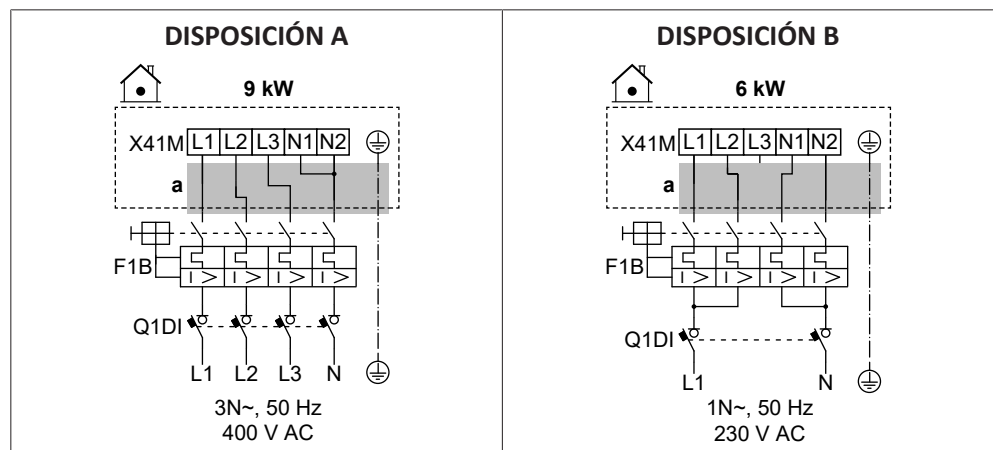 DISPOSICIÓN A
9 kW
X41M L1 L2 L3 N1 N2
a
F1B
I > I > I > I >
Q1DI
L1 L2 L3 N
3N~, 50 Hz
400 V AC
DISPOSICIÓN B
6 kW
X41M L1 L2 L3 N1 N2
a
F1B
I > I > I > I >
Q1DI
L1 N
1N~, 50 Hz
230 V AC